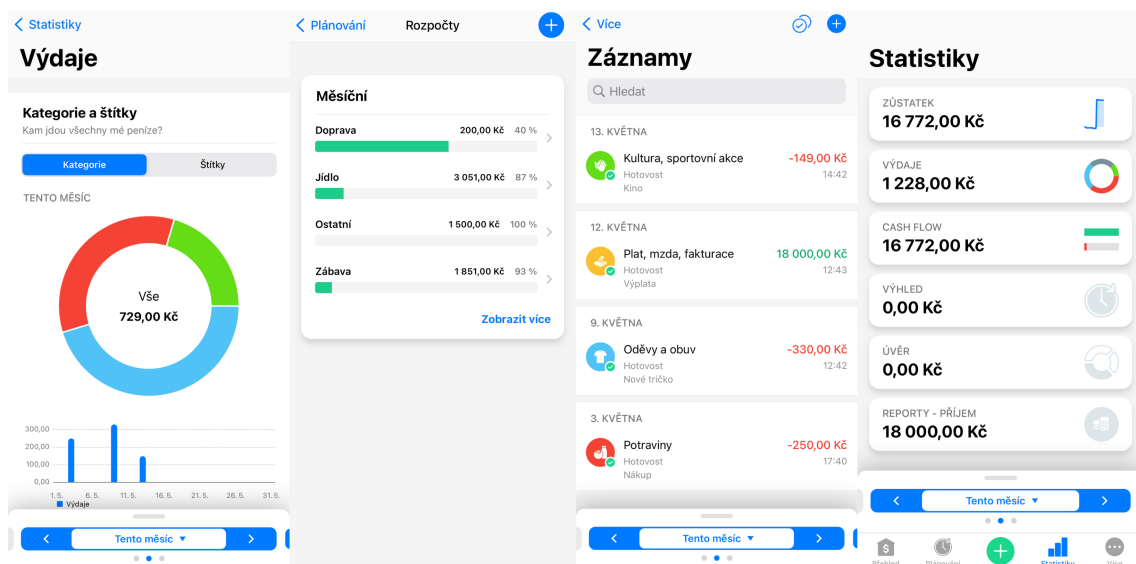 Statistiky
Výdaje
Kategorie a štítky
Kam jdou všechny mé peníze?
Kategorie
Štítky
TENTO MĚSÍC
Vše
729,00 Kč
300,00
200,00
100,00
0,00
1. 5. 6. 5. 11. 5. 16. 5. 21. 5. 26. 5. 31. 5.
Výdaje
Tento měsíc
Plánování
Rozpočty
Měsíční
Doprava 200,00 Kč 40 %
Jídlo 3 051,00 Kč 87 %
Ostatní 1 500,00 Kč 100 %
Zábava 1 851,00 Kč 93 %
Zobrazit více
Více
Záznamy
Hledat
13. KVĚTNA
Kultura, sportovní akce -149,00 Kč
Hotovost 14:42
Kino
12. KVĚTNA
Plat, mzda, fakturace 18 000,00 Kč
Hotovost 12:43
Výplata
9. KVĚTNA
Oděvy a obuv -330,00 Kč
Hotovost 12:42
Nové tričko
3. KVĚTNA
Potraviny -250,00 Kč
Hotovost 17:40
Nákup
Tento měsíc
Statistiky
ZŮSTATEK
16 772,00 Kč
VÝDAJE
1 228,00 Kč
CASH FLOW
16 772,00 Kč
VÝHLED
0,00 Kč
ÚVĚR
0,00 Kč
REPORTY - PŘÍJEM
18 000,00 Kč
Tento měsíc
Přehled Plánování Statistiky Více